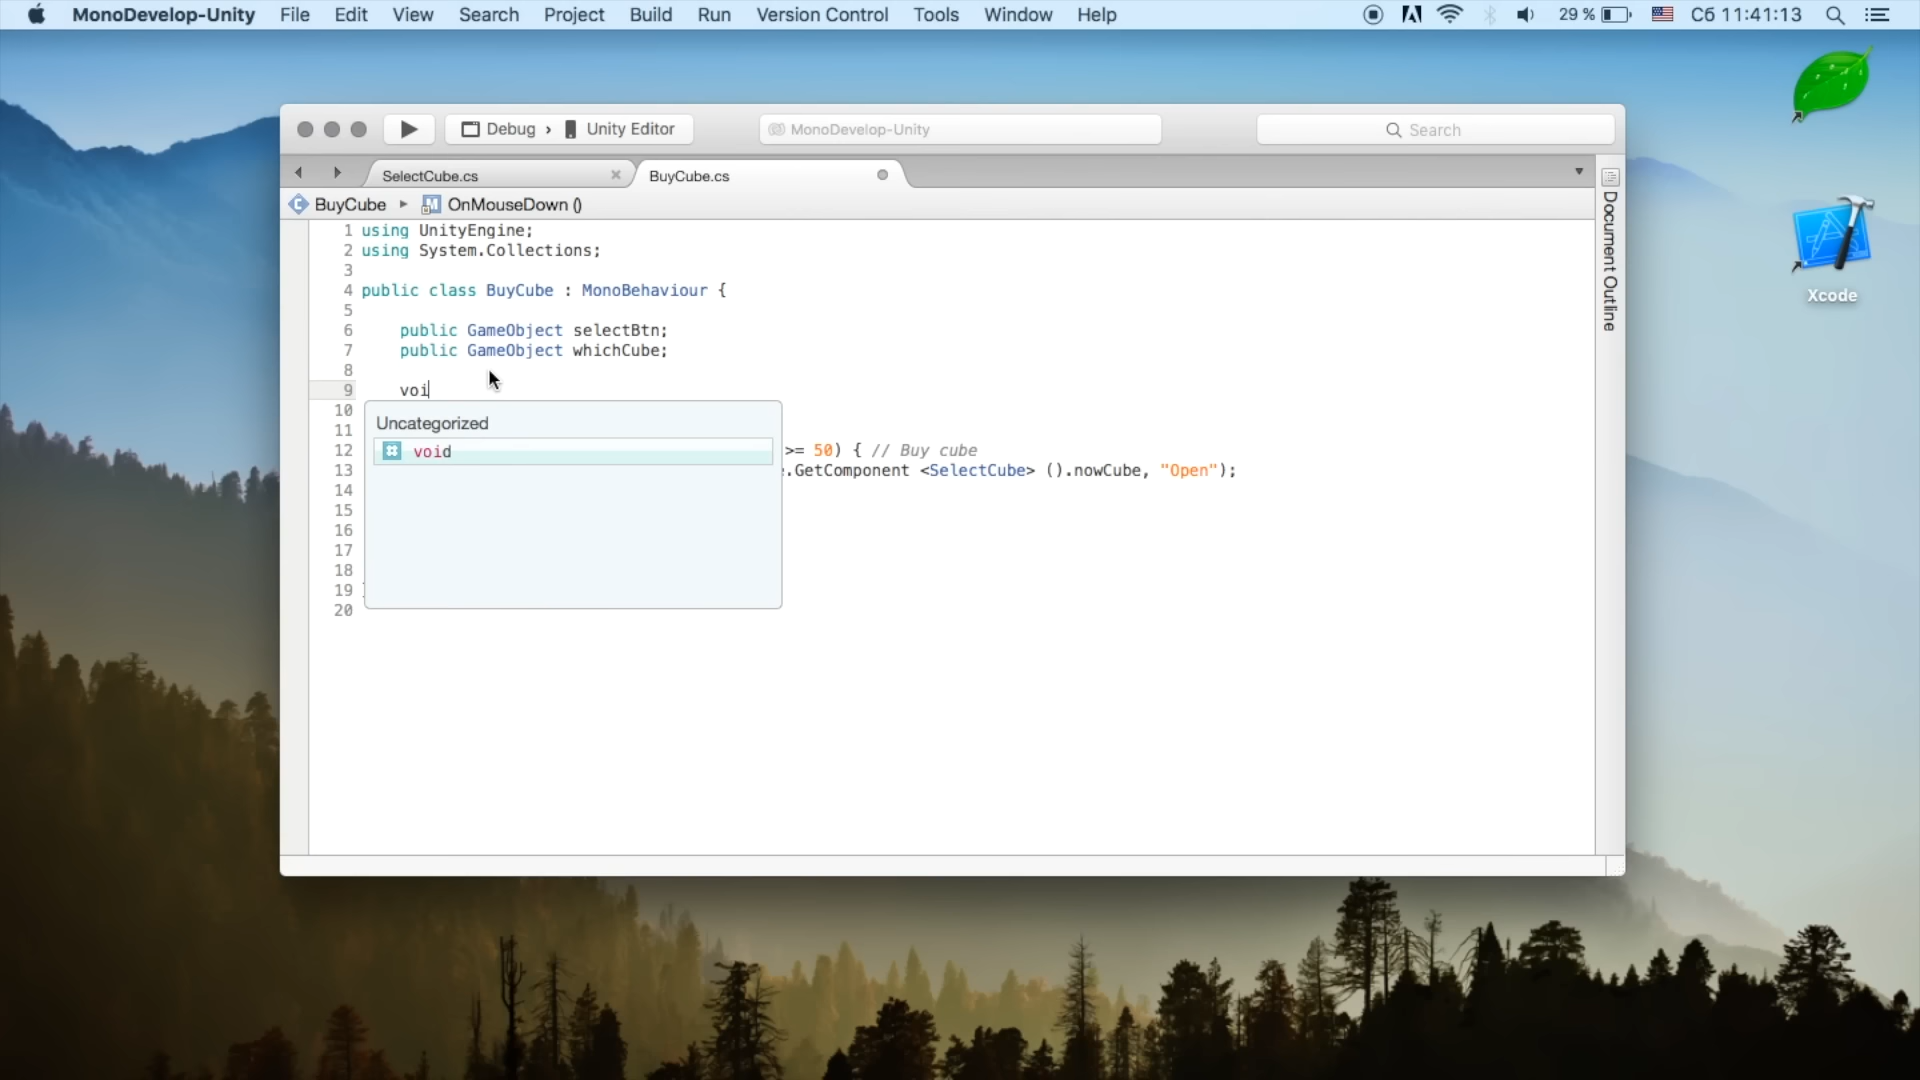 MonoDevelop-Unity File Edit View Search Project Build Run Version Control Tools Window Help 29 % Сб 11:41:13
Debug › Unity Editor MonoDevelop-Unity Search
SelectCube.cs BuyCube.cs
BuyCube OnMouseDown ()
Document Outline
Xcode
1 using UnityEngine;
2 using System.Collections;
3
4 public class BuyCube : MonoBehaviour {
5
6 public GameObject selectBtn;
7 public GameObject whichCube;
8
9 voi
10
Uncategorized
11
void
12 >= 50) { // Buy cube
13 .GetComponent <SelectCube> ().nowCube, "Open");
14
15
16
17
18
19
20